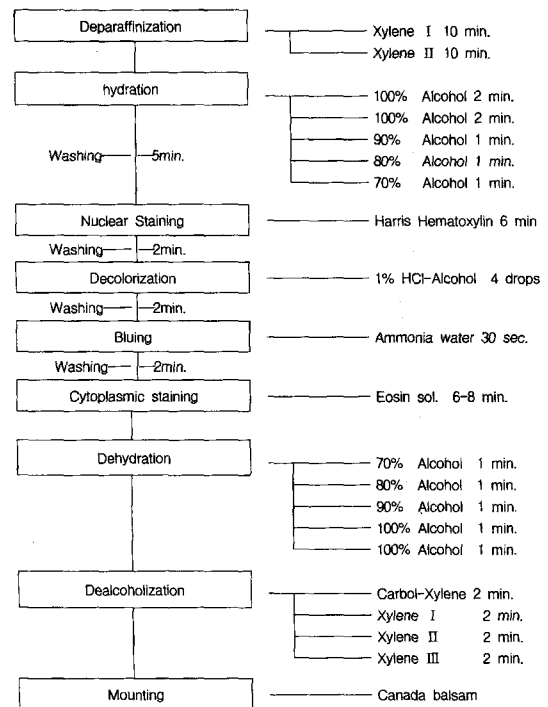 Deparaffinization
Xylene I 10 min.
Xylene II 10 min.
hydration
100% Alcohol 2 min.
100% Alcohol 2 min.
90% Alcohol 1 min.
80% Alcohol 1 min.
70% Alcohol 1 min.
Washing 5min.
Nuclear Staining
Harris Hematoxylin 6 min
Washing 2min.
Decolorization
1% HCl-Alcohol 4 drops
Washing 2min.
Bluing
Ammonia water 30 sec.
Washing 2min.
Cytoplasmic staining
Eosin sol. 6-8 min.
Dehydration
70% Alcohol 1 min.
80% Alcohol 1 min.
90% Alcohol 1 min.
100% Alcohol 1 min.
100% Alcohol 1 min.
Dealcoholization
Carbol-Xylene 2 min.
Xylene I 2 min.
Xylene II 2 min.
Xylene III 2 min.
Mounting
Canada balsam